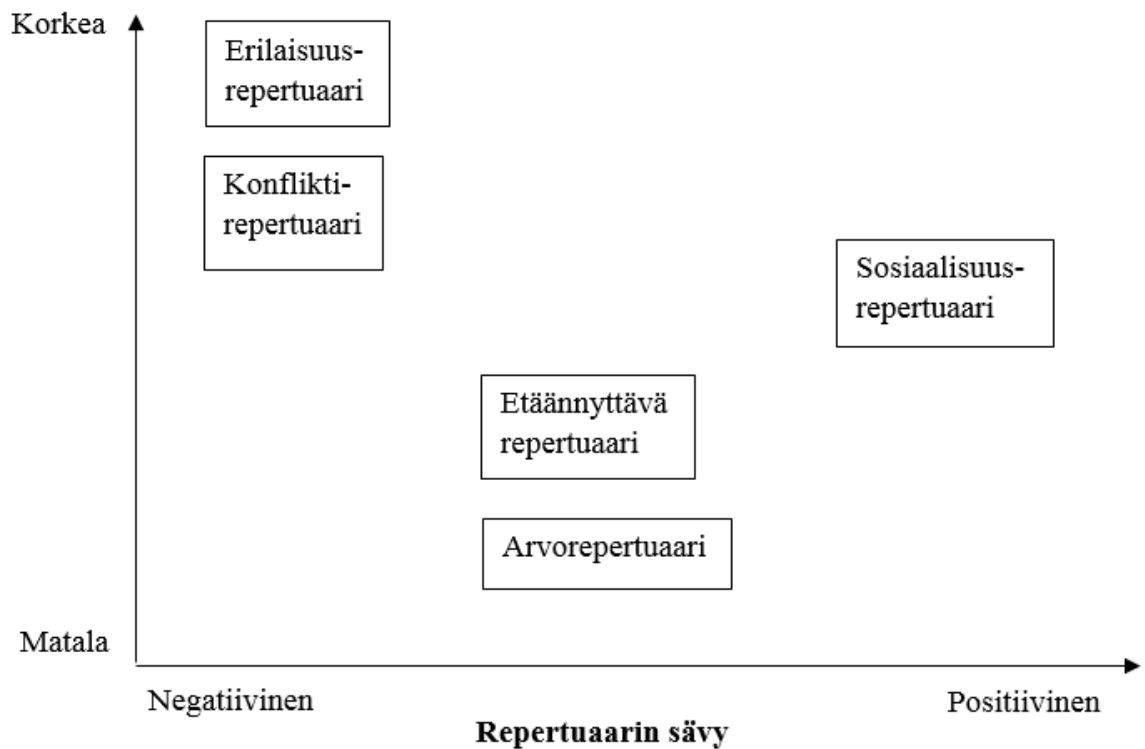 Korkea
Erilaisuus-
repertuaari
Konflikti-
repertuaari
Sosiaalisuus-
repertuaari
Etäännyttävä
repertuaari
Arvorepertuaari
Matala
Negatiivinen
Positiivinen
Repertuaarin sävy